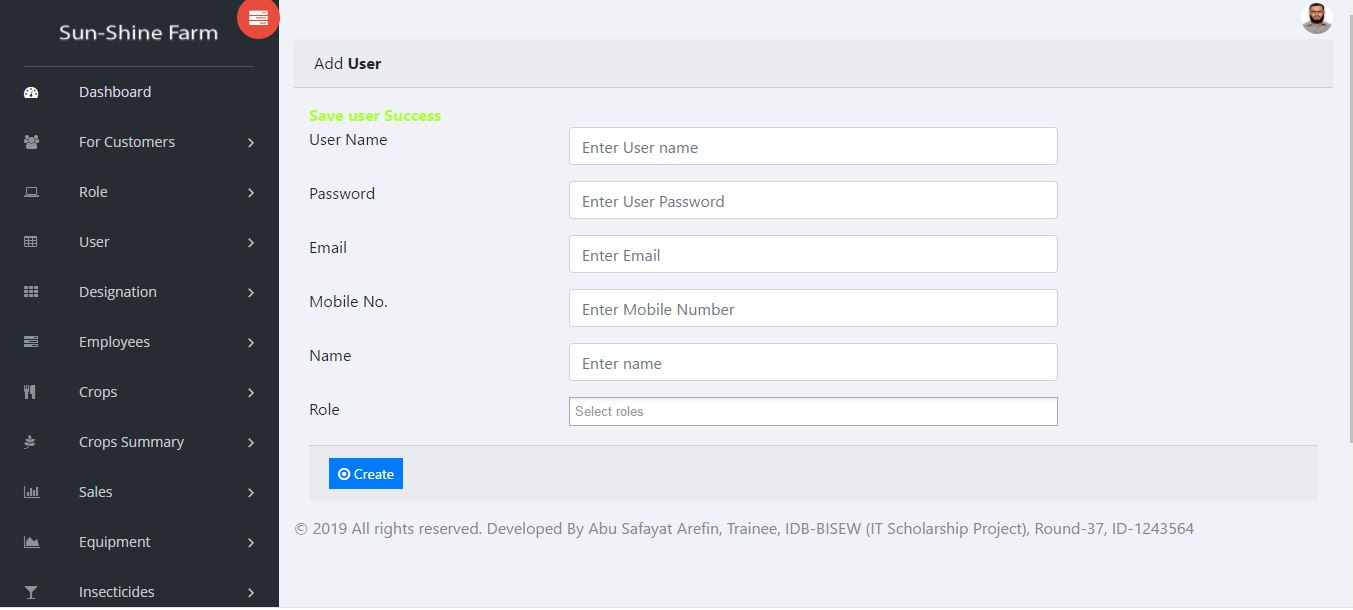 Sun-Shine Farm
Dashboard
For Customers
Role
User
Designation
Employees
Crops
Crops Summary
Sales
Equipment
Insecticides
Add User
Save user Success
User Name
Enter User name
Password
Enter User Password
Email
Enter Email
Mobile No.
Enter Mobile Number
Name
Enter name
Role
Select roles
Create
© 2019 All rights reserved. Developed By Abu Safayat Arefin, Trainee, IDB-BISEW (IT Scholarship Project), Round-37, ID-1243564